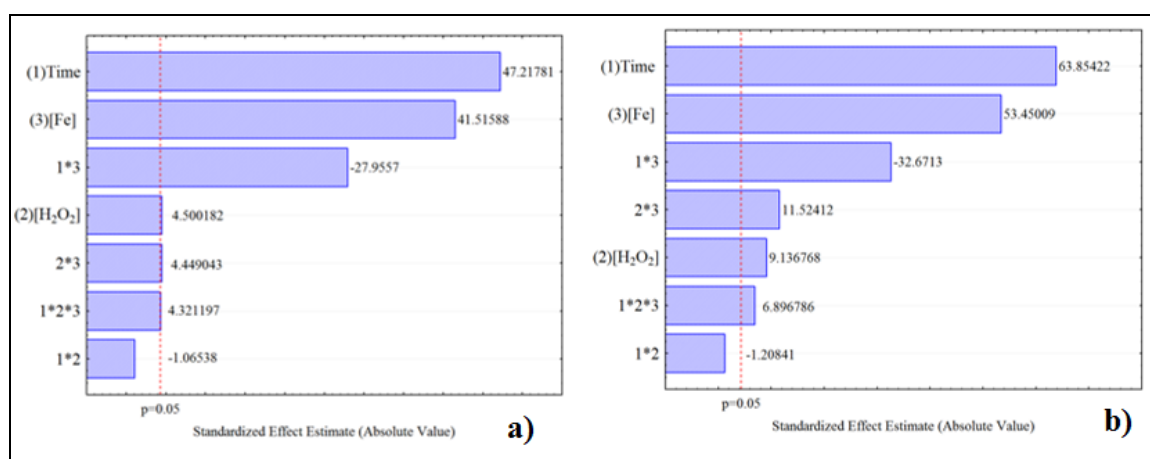 (1)Time 47.21781
(3)[Fe] 41.51588
1*3 -27.9557
(2)[H₂O₂] 4.500182
2*3 4.449043
1*2*3 4.321197
1*2 -1.06538
p=0.05
Standardized Effect Estimate (Absolute Value)
a)
(1)Time 63.85422
(3)[Fe] 53.45009
1*3 -32.6713
2*3 11.52412
(2)[H₂O₂] 9.136768
1*2*3 6.896786
1*2 -1.20841
p=0.05
Standardized Effect Estimate (Absolute Value)
b)